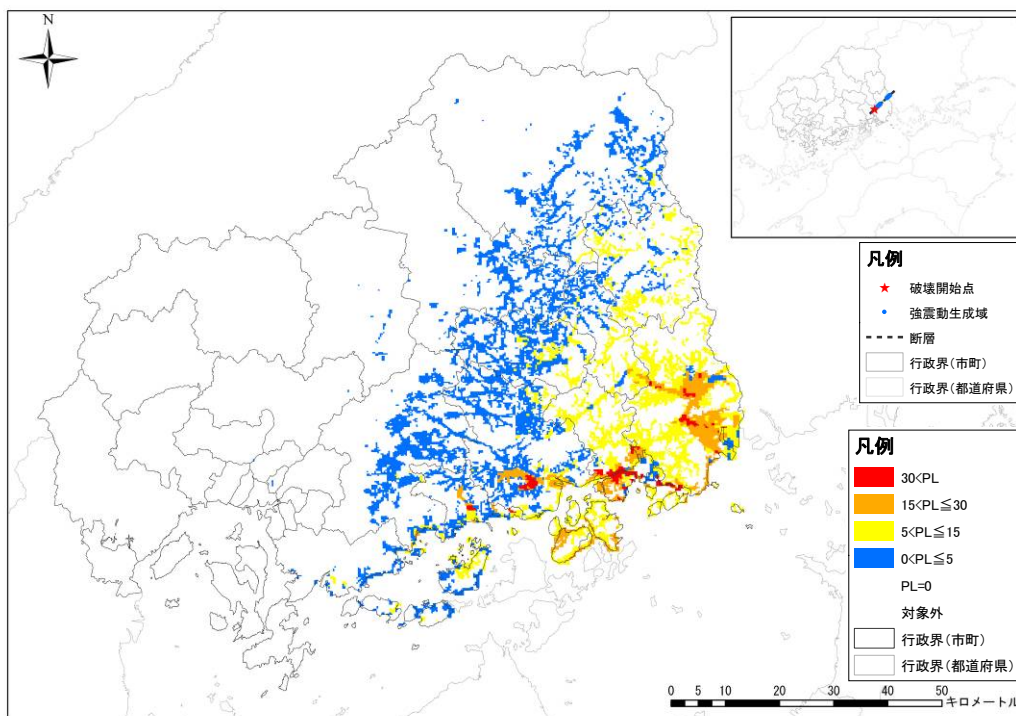 N
凡例
破壊開始点
強震動生成域
断層
行政界(市町)
行政界(都道府県)
凡例
30<PL
15<PL≦30
5<PL≦15
0<PL≦5
PL=0
対象外
行政界(市町)
行政界(都道府県)
0 5 10 20 30 40 50
キロメートル